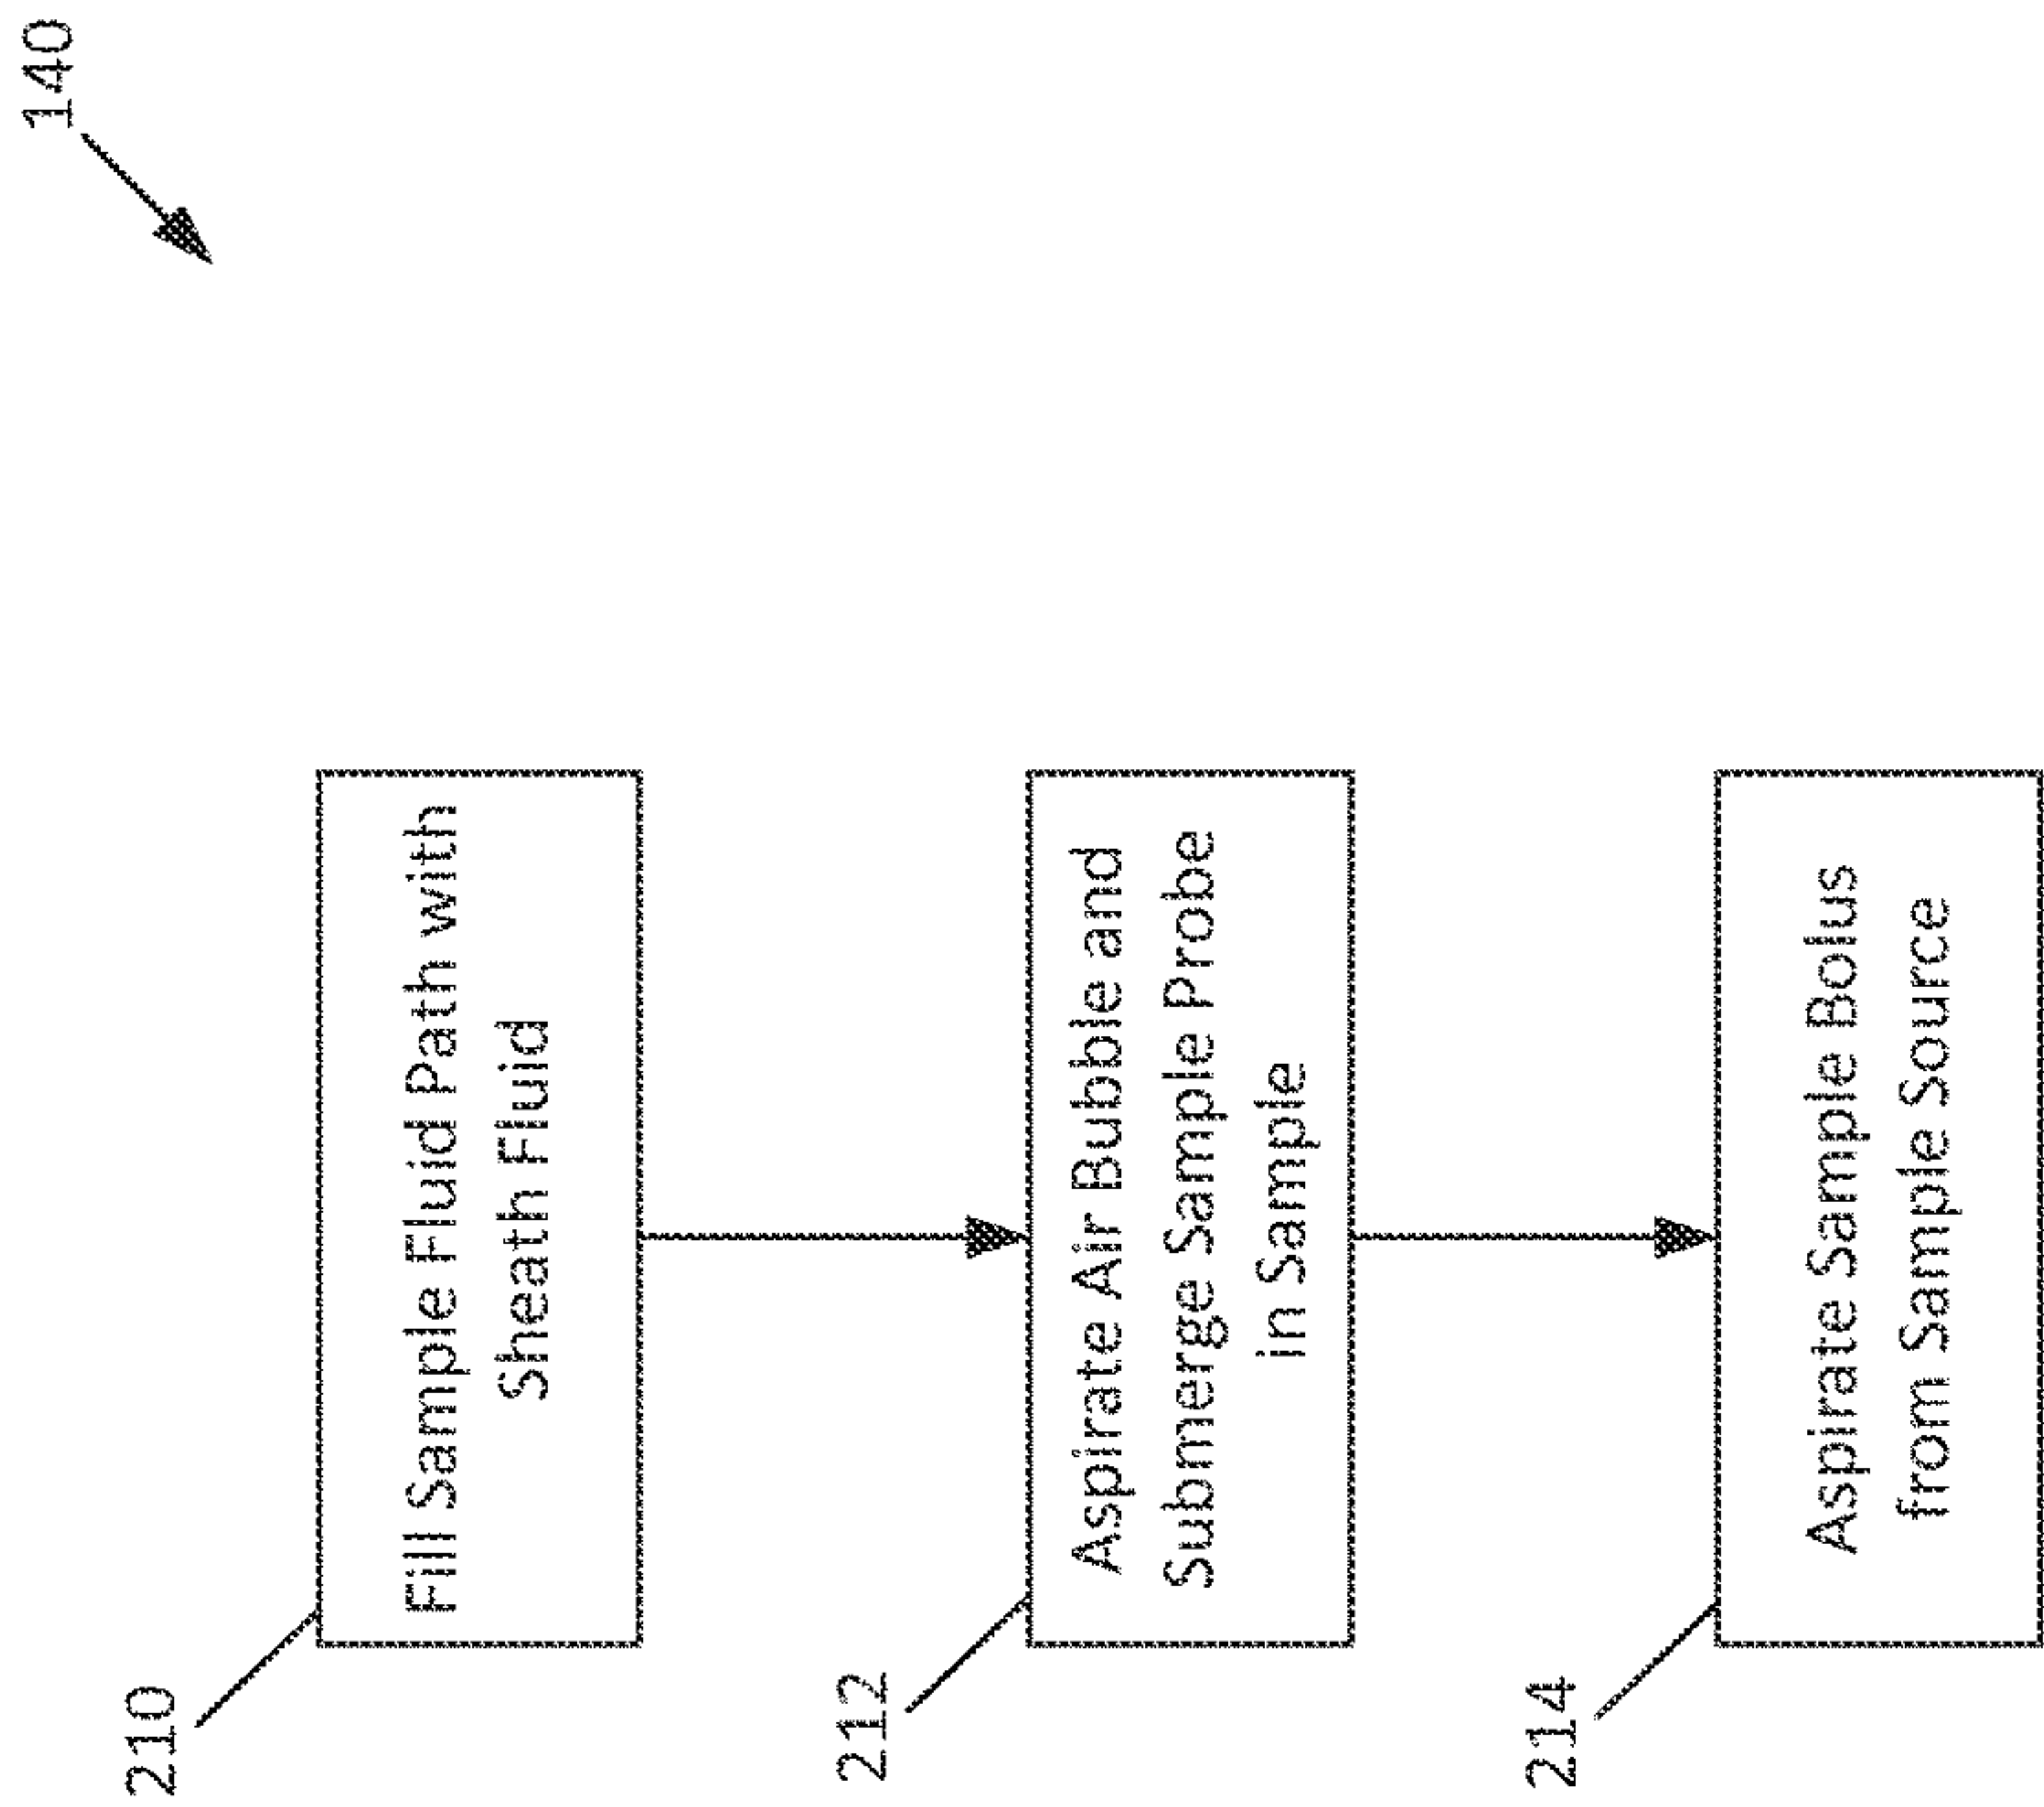 140
210
Fill Sample Fluid Path with
Sheath Fluid
212
Aspirate Air Bubble and
Submerge Sample Probe
in Sample
214
Aspirate Sample Bolus
from Sample Source